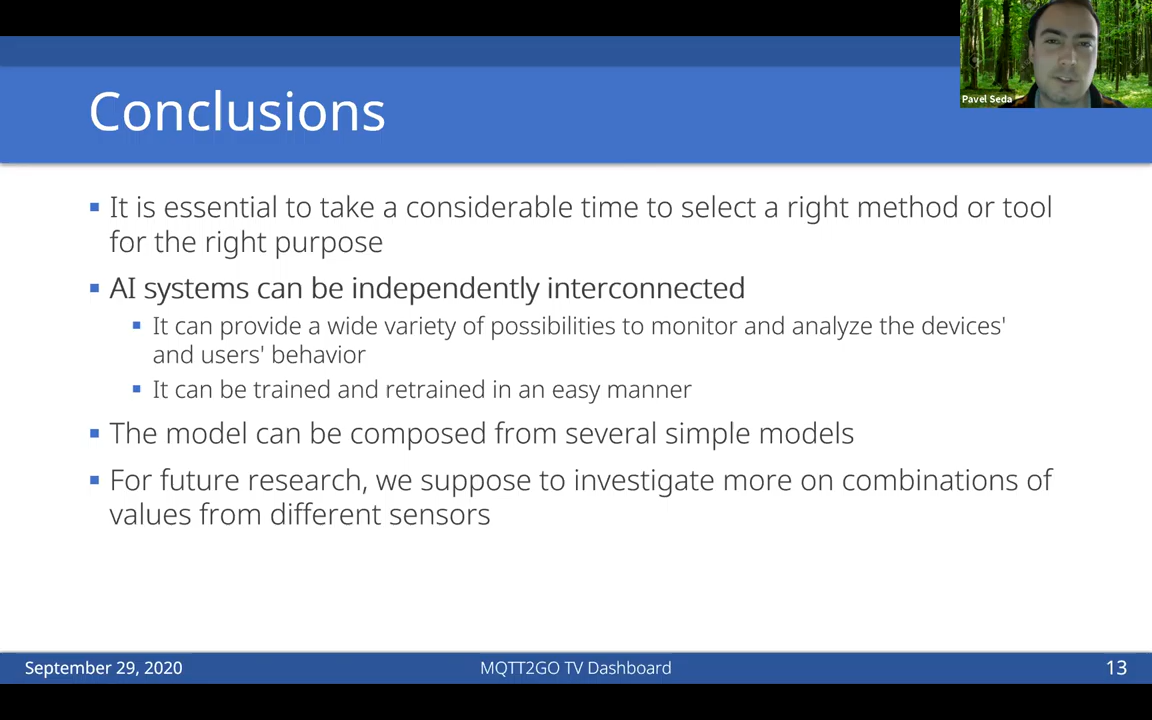 Pavel Seda
Conclusions
▪ It is essential to take a considerable time to select a right method or tool
for the right purpose
▪ AI systems can be independently interconnected
▪ It can provide a wide variety of possibilities to monitor and analyze the devices'
and users' behavior
▪ It can be trained and retrained in an easy manner
▪ The model can be composed from several simple models
▪ For future research, we suppose to investigate more on combinations of
values from different sensors
September 29, 2020
MQTT2GO TV Dashboard
13